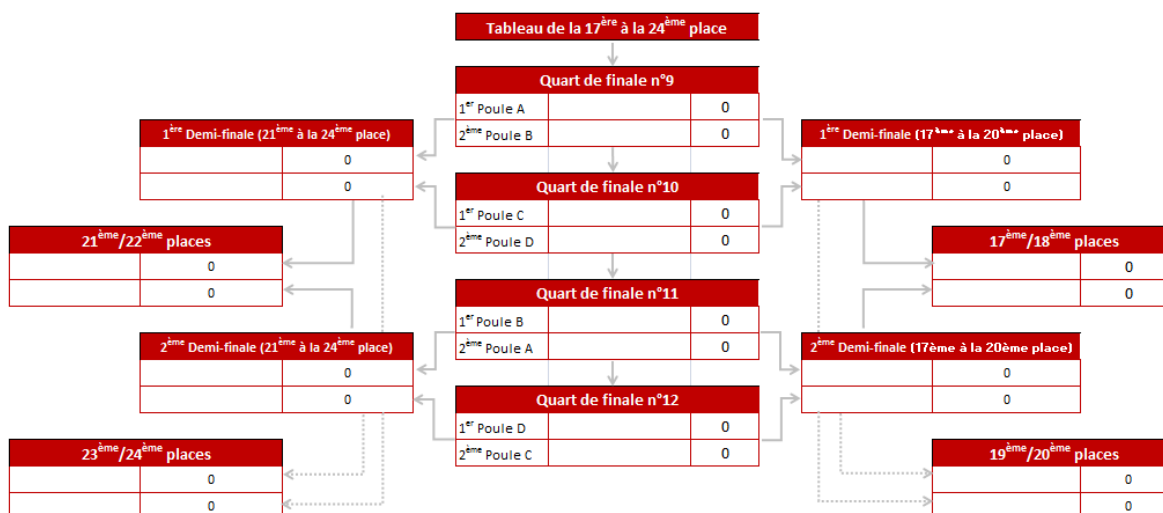 Tableau de la 17ère à la 24ème place
Quart de finale n°9
1er Poule A 0
2ème Poule B 0
1ère Demi-finale (21ème à la 24ème place)
0
0
1ère Demi-finale (17ème à la 20ème place)
0
0
Quart de finale n°10
1er Poule C 0
2ème Poule D 0
21ème/22ème places
0
0
17ème/18ème places
0
0
Quart de finale n°11
1er Poule B 0
2ème Poule A 0
2ème Demi-finale (21ème à la 24ème place)
0
0
2ème Demi-finale (17ème à la 20ème place)
0
0
Quart de finale n°12
1er Poule D 0
2ème Poule C 0
23ème/24ème places
0
0
19ème/20ème places
0
0